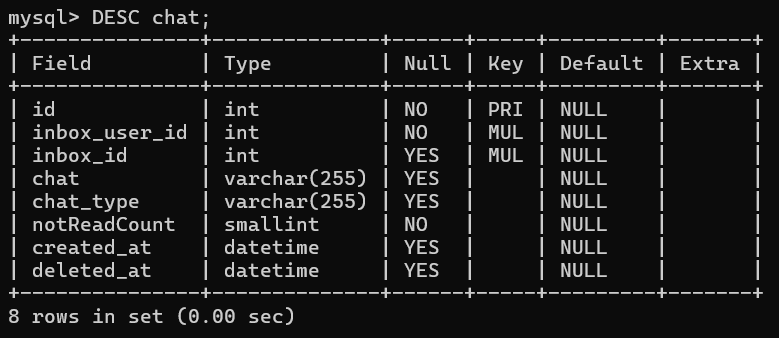 mysql> DESC chat;
+---------------+--------------+------+-----+---------+-------+
| Field         | Type         | Null | Key | Default | Extra |
+---------------+--------------+------+-----+---------+-------+
| id            | int          | NO   | PRI | NULL    |       |
| inbox_user_id | int          | NO   | MUL | NULL    |       |
| inbox_id      | int          | YES  | MUL | NULL    |       |
| chat          | varchar(255) | YES  |     | NULL    |       |
| chat_type     | varchar(255) | YES  |     | NULL    |       |
| notReadCount  | smallint     | NO   |     | NULL    |       |
| created_at    | datetime     | YES  |     | NULL    |       |
| deleted_at    | datetime     | YES  |     | NULL    |       |
+---------------+--------------+------+-----+---------+-------+
8 rows in set (0.00 sec)